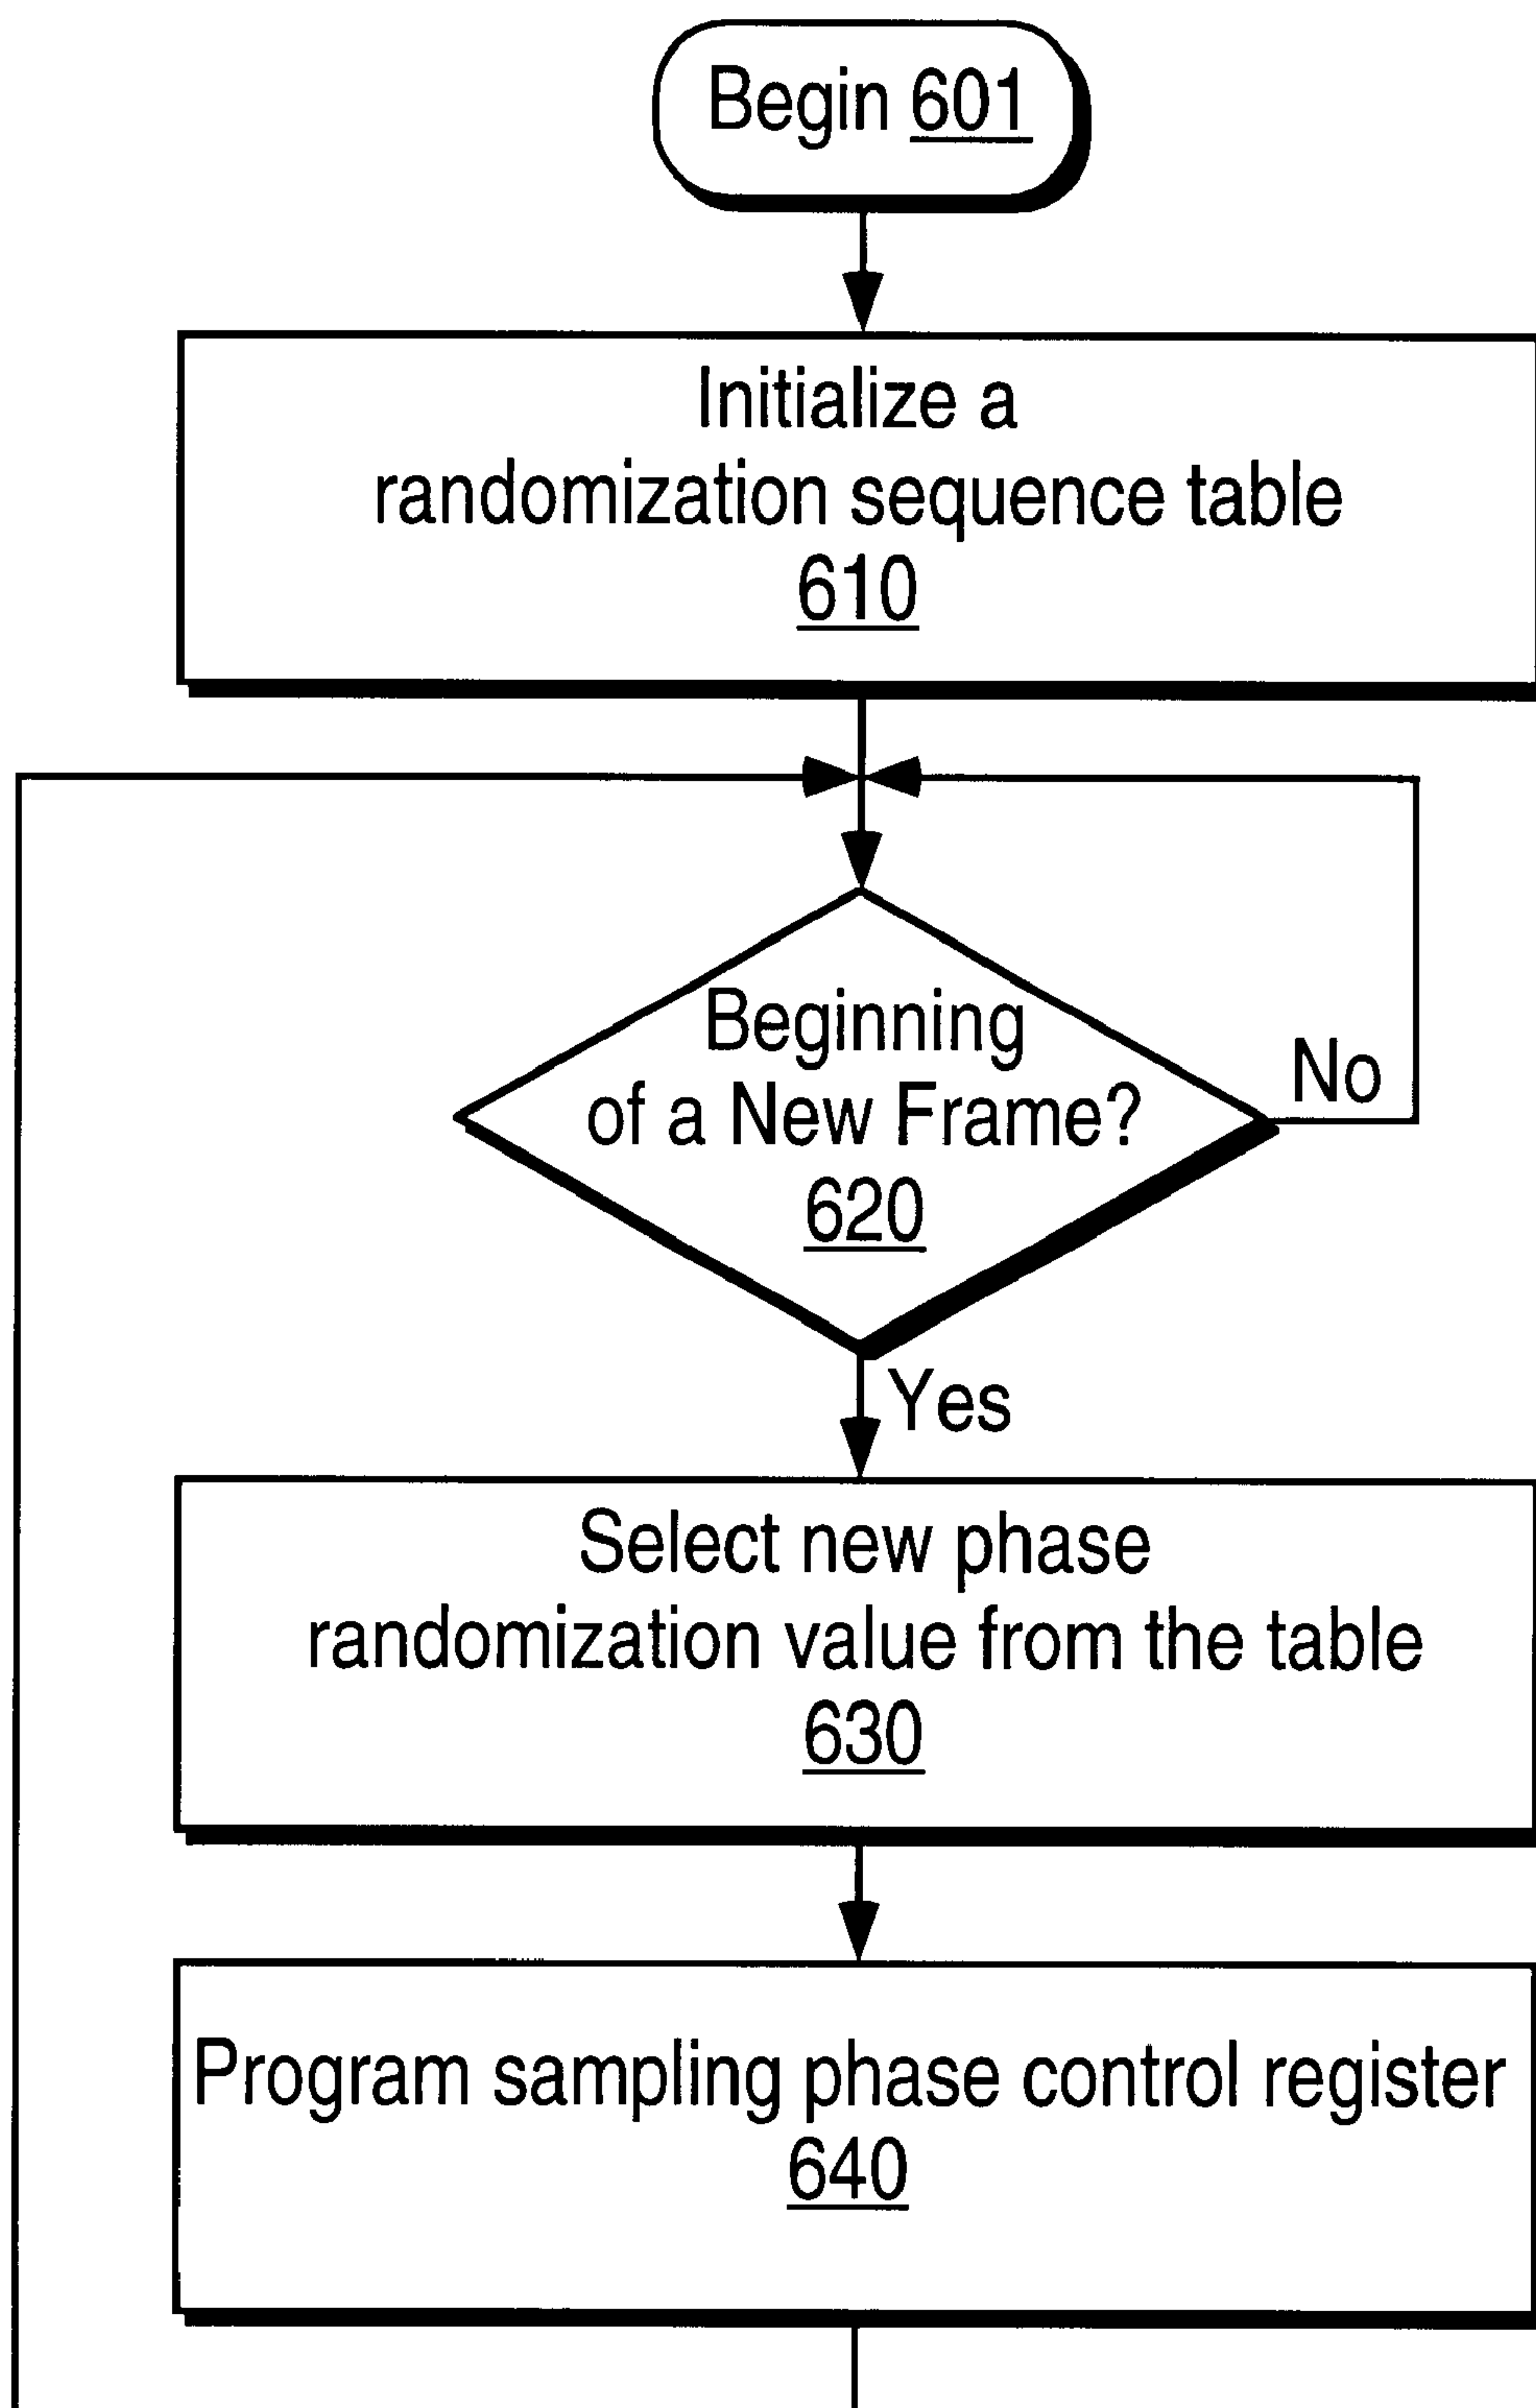 Begin 601
Initialize a
randomization sequence table
610
Beginning
of a New Frame?
620
No
Yes
Select new phase
randomization value from the table
630
Program sampling phase control register
640